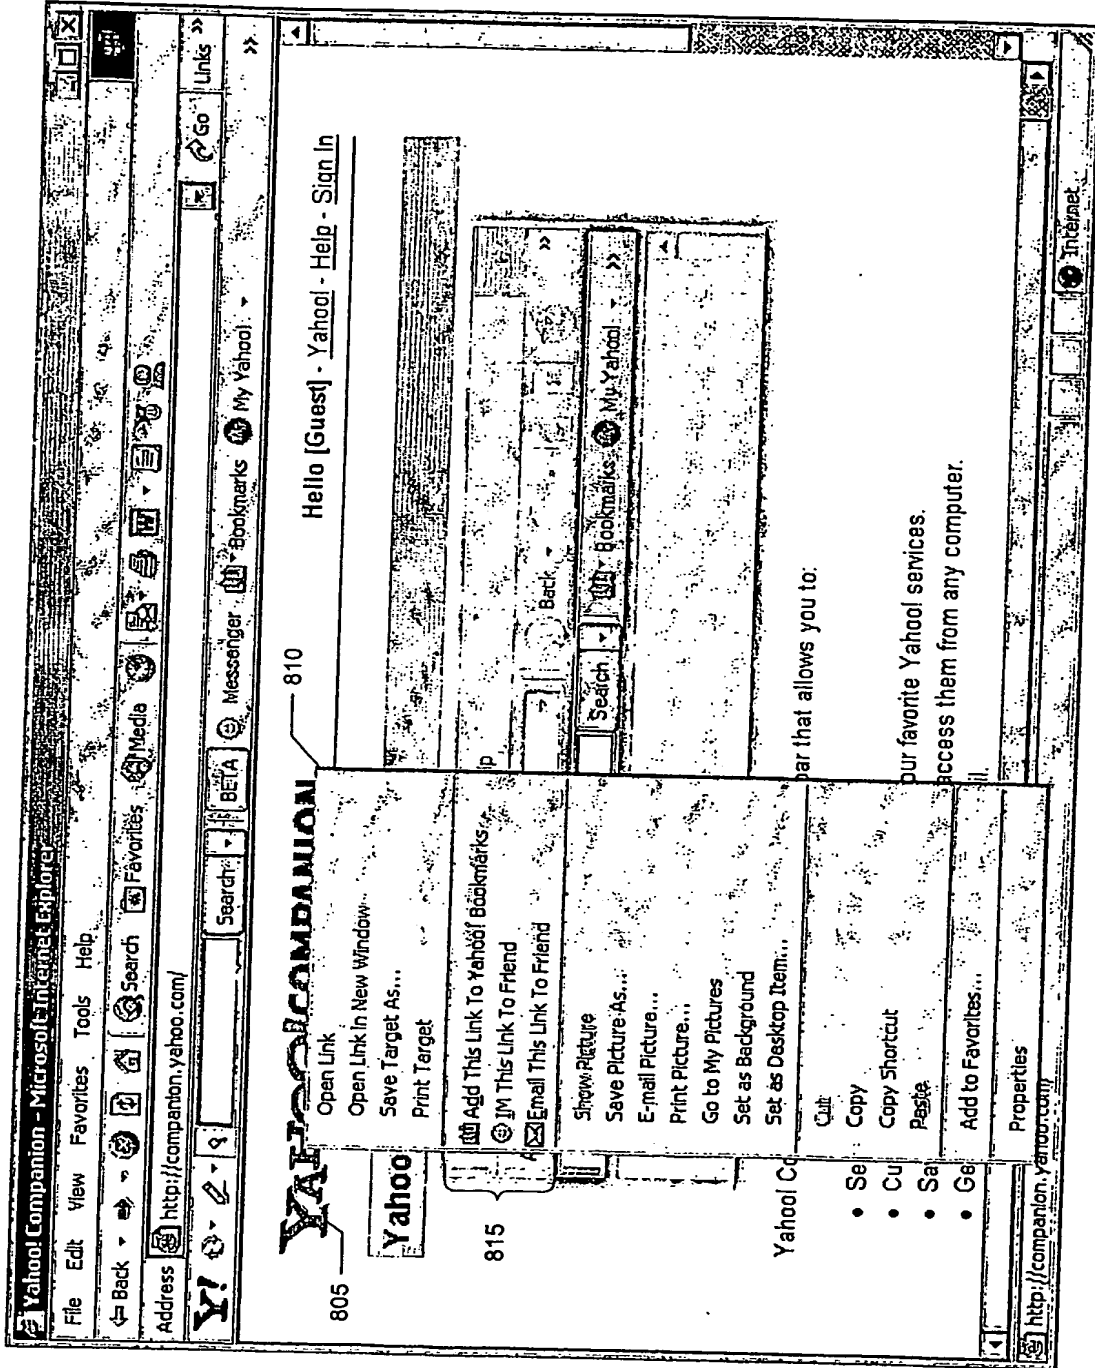 Yahoo! Companion - Microsoft Internet Explorer
File Edit View Favorites Tools Help
Back Search Favorites Media
Address http://companion.yahoo.com/ Go Links »
Y! Search BETA Messenger Bookmarks My Yahoo! »
YAHOO! COMPANION
Hello [Guest] - Yahoo! - Help - Sign In
805
810
815
Yahoo
Open Link
Open Link In New Window
Save Target As...
Print Target
Add This Link To Yahoo! Bookmarks
IM This Link To Friend
Email This Link To Friend
Show Picture
Save Picture As...
E-mail Picture...
Print Picture...
Go to My Pictures
Set as Background
Set as Desktop Item...
Cut
Copy
Copy Shortcut
Paste
Add to Favorites...
Properties
Back »
Search Bookmarks My Yahoo! »
Yahoo! Co bar that allows you to:
• Se
• Cu our favorite Yahoo! services.
• Sa access them from any computer.
• Ge il.
http://companion.yahoo.com Internet